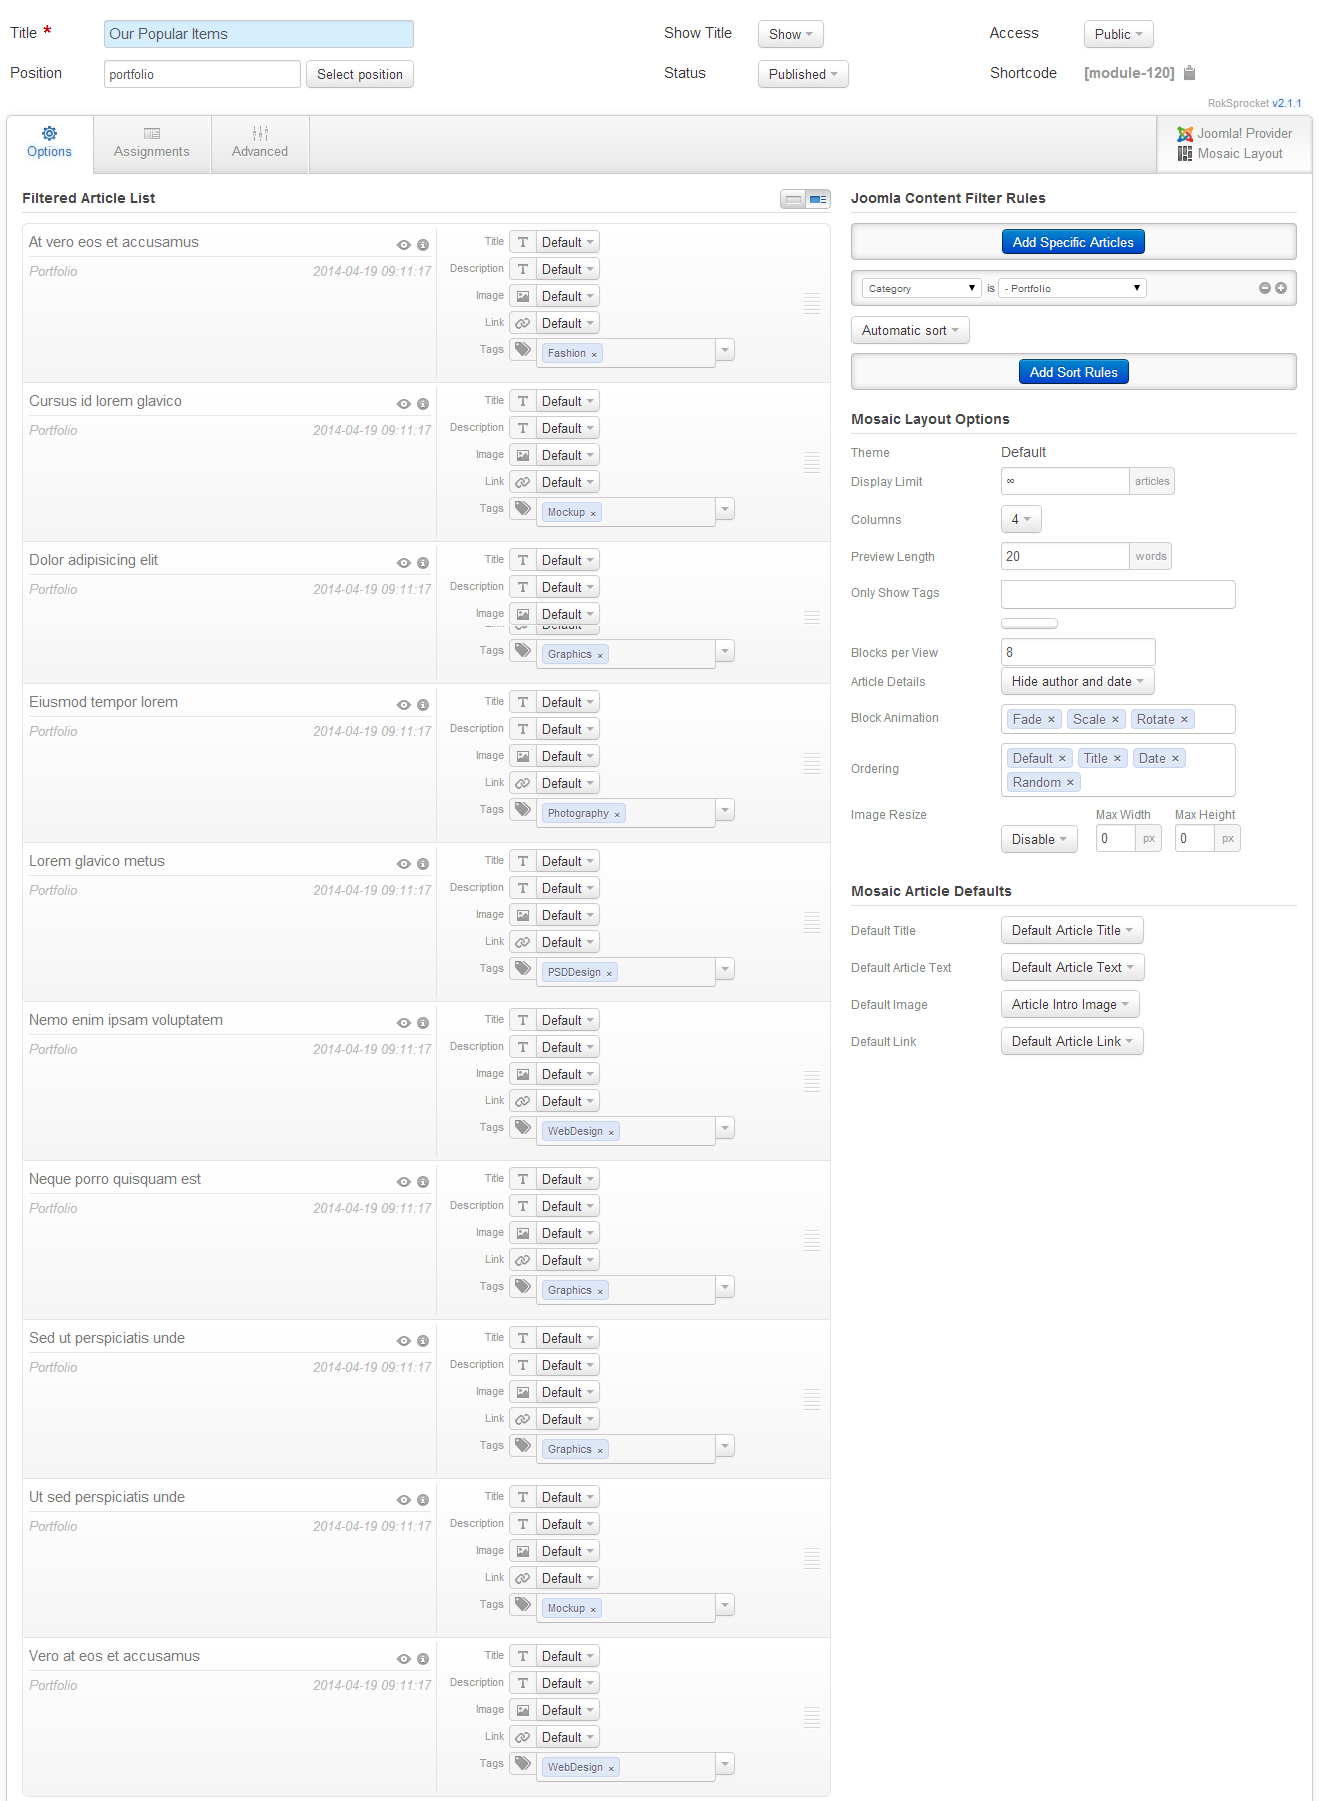 Title *
Our Popular Items
Show Title
Show
Access
Public
Position
portfolio
Select position
Status
Published
Shortcode
[module-120]
RokSprocket v2.1.1
Options
Assignments
Advanced
Joomla! Provider
Mosaic Layout
Filtered Article List
At vero eos et accusamus
Portfolio
2014-04-19 09:11:17
Title
T
Default
Description
T
Default
Image
Default
Link
Default
Tags
Fashion ×
Cursus id lorem glavico
Portfolio
2014-04-19 09:11:17
Title
T
Default
Description
T
Default
Image
Default
Link
Default
Tags
Mockup ×
Dolor adipisicing elit
Portfolio
2014-04-19 09:11:17
Title
T
Default
Description
T
Default
Image
Default
Link
Default
Tags
Graphics ×
Eiusmod tempor lorem
Portfolio
2014-04-19 09:11:17
Title
T
Default
Description
T
Default
Image
Default
Link
Default
Tags
Photography ×
Lorem glavico metus
Portfolio
2014-04-19 09:11:17
Title
T
Default
Description
T
Default
Image
Default
Link
Default
Tags
PSDDesign ×
Nemo enim ipsam voluptatem
Portfolio
2014-04-19 09:11:17
Title
T
Default
Description
T
Default
Image
Default
Link
Default
Tags
WebDesign ×
Neque porro quisquam est
Portfolio
2014-04-19 09:11:17
Title
T
Default
Description
T
Default
Image
Default
Link
Default
Tags
Graphics ×
Sed ut perspiciatis unde
Portfolio
2014-04-19 09:11:17
Title
T
Default
Description
T
Default
Image
Default
Link
Default
Tags
Graphics ×
Ut sed perspiciatis unde
Portfolio
2014-04-19 09:11:17
Title
T
Default
Description
T
Default
Image
Default
Link
Default
Tags
Mockup ×
Vero at eos et accusamus
Portfolio
2014-04-19 09:11:17
Title
T
Default
Description
T
Default
Image
Default
Link
Default
Tags
WebDesign ×
Joomla Content Filter Rules
Add Specific Articles
Category
is
- Portfolio
Automatic sort
Add Sort Rules
Mosaic Layout Options
Theme
Default
Display Limit
∞
articles
Columns
4
Preview Length
20
words
Only Show Tags
Blocks per View
8
Article Details
Hide author and date
Block Animation
Fade × Scale × Rotate ×
Ordering
Default × Title × Date ×
Random ×
Image Resize
Disable
Max Width
0
px
Max Height
0
px
Mosaic Article Defaults
Default Title
Default Article Title
Default Article Text
Default Article Text
Default Image
Article Intro Image
Default Link
Default Article Link